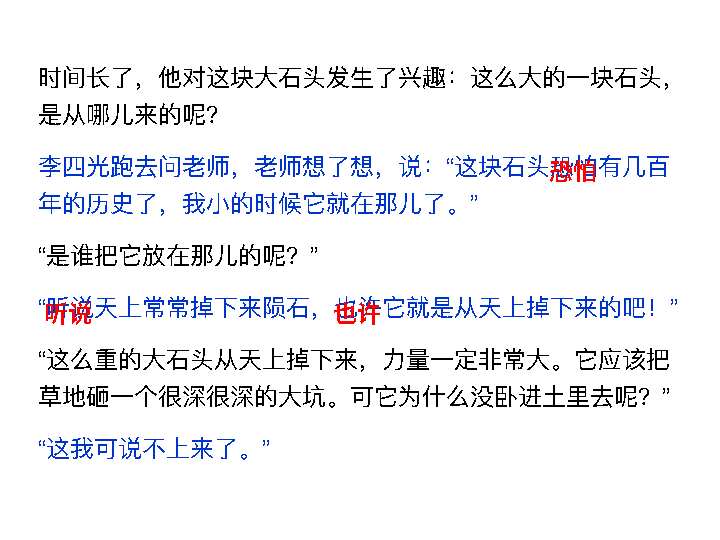 时间长了，他对这块大石头发生了兴趣：这么大的一块石头，
是从哪儿来的呢？
李四光跑去问老师，老师想了想，说：“这块石头恐怕有几百
年的历史了，我小的时候它就在那儿了。”
“是谁把它放在那儿的呢？”
“听说天上常常掉下来陨石，也许它就是从天上掉下来的吧！”
“这么重的大石头从天上掉下来，力量一定非常大。它应该把
草地砸一个很深很深的大坑。可它为什么没卧进土里去呢？”
“这我可说不上来了。”